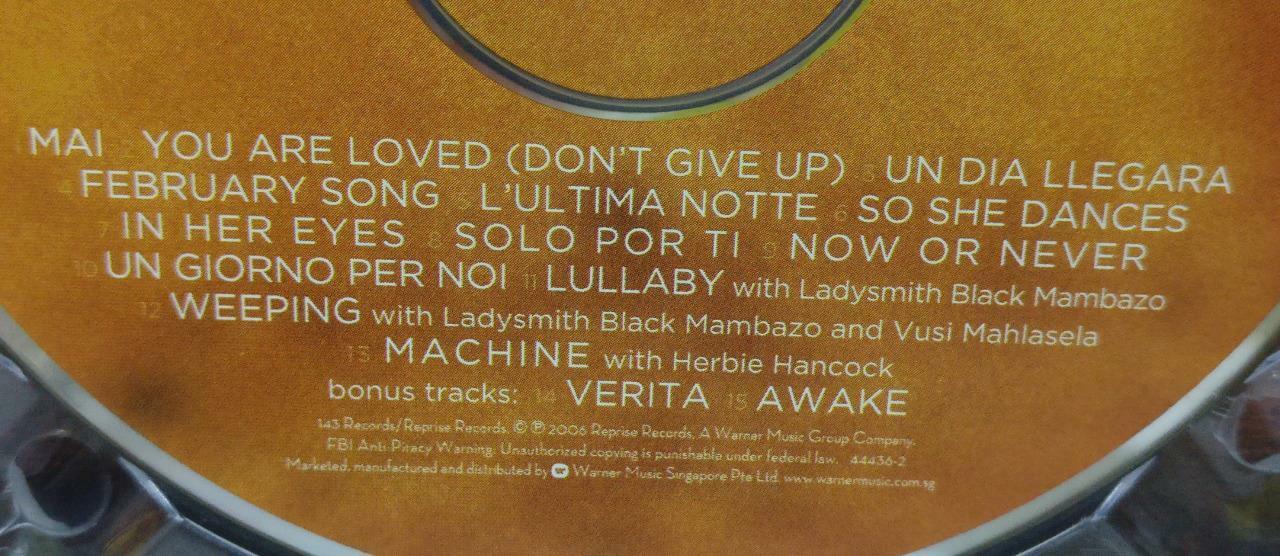 1 MAI 2 YOU ARE LOVED (DON'T GIVE UP) 3 UN DIA LLEGARA
4 FEBRUARY SONG 5 L'ULTIMA NOTTE 6 SO SHE DANCES
7 IN HER EYES 8 SOLO POR TI 9 NOW OR NEVER
10 UN GIORNO PER NOI 11 LULLABY with Ladysmith Black Mambazo
12 WEEPING with Ladysmith Black Mambazo and Vusi Mahlasela
13 MACHINE with Herbie Hancock
bonus tracks: 14 VERITA 15 AWAKE
143 Records/Reprise Records. © ℗ 2006 Reprise Records, A Warner Music Group Company.
FBI Anti-Piracy Warning: Unauthorized copying is punishable under federal law. 44436-2
Marketed, manufactured and distributed by Warner Music Singapore Pte Ltd. www.warnermusic.com.sg